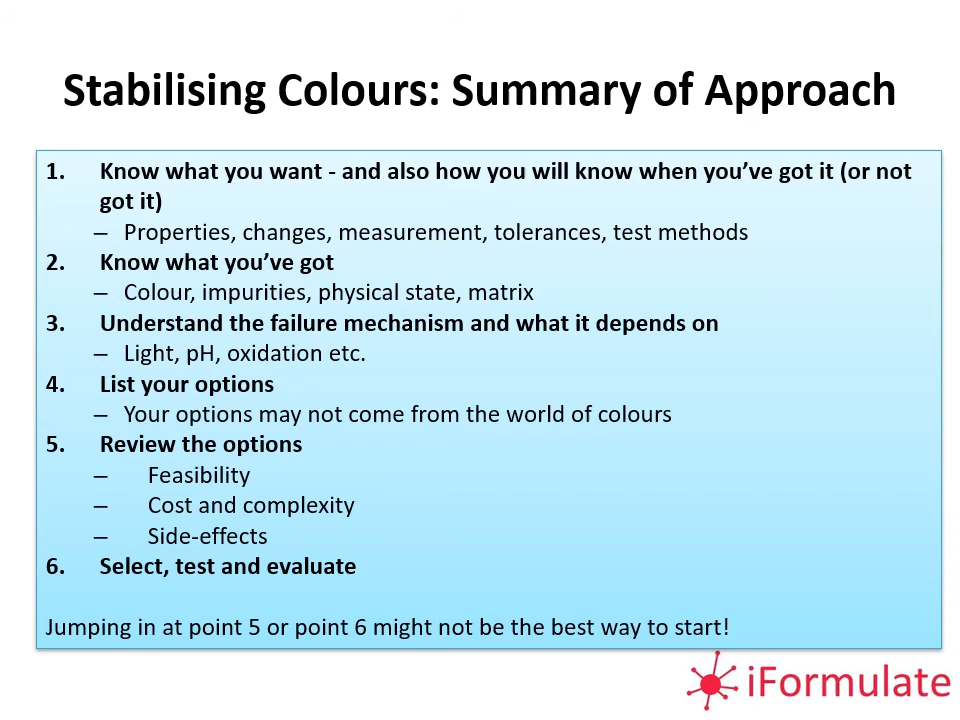 Stabilising Colours: Summary of Approach
1. Know what you want - and also how you will know when you’ve got it (or not
got it)
– Properties, changes, measurement, tolerances, test methods
2. Know what you’ve got
– Colour, impurities, physical state, matrix
3. Understand the failure mechanism and what it depends on
– Light, pH, oxidation etc.
4. List your options
– Your options may not come from the world of colours
5. Review the options
– Feasibility
– Cost and complexity
– Side-effects
6. Select, test and evaluate
Jumping in at point 5 or point 6 might not be the best way to start!
iFormulate